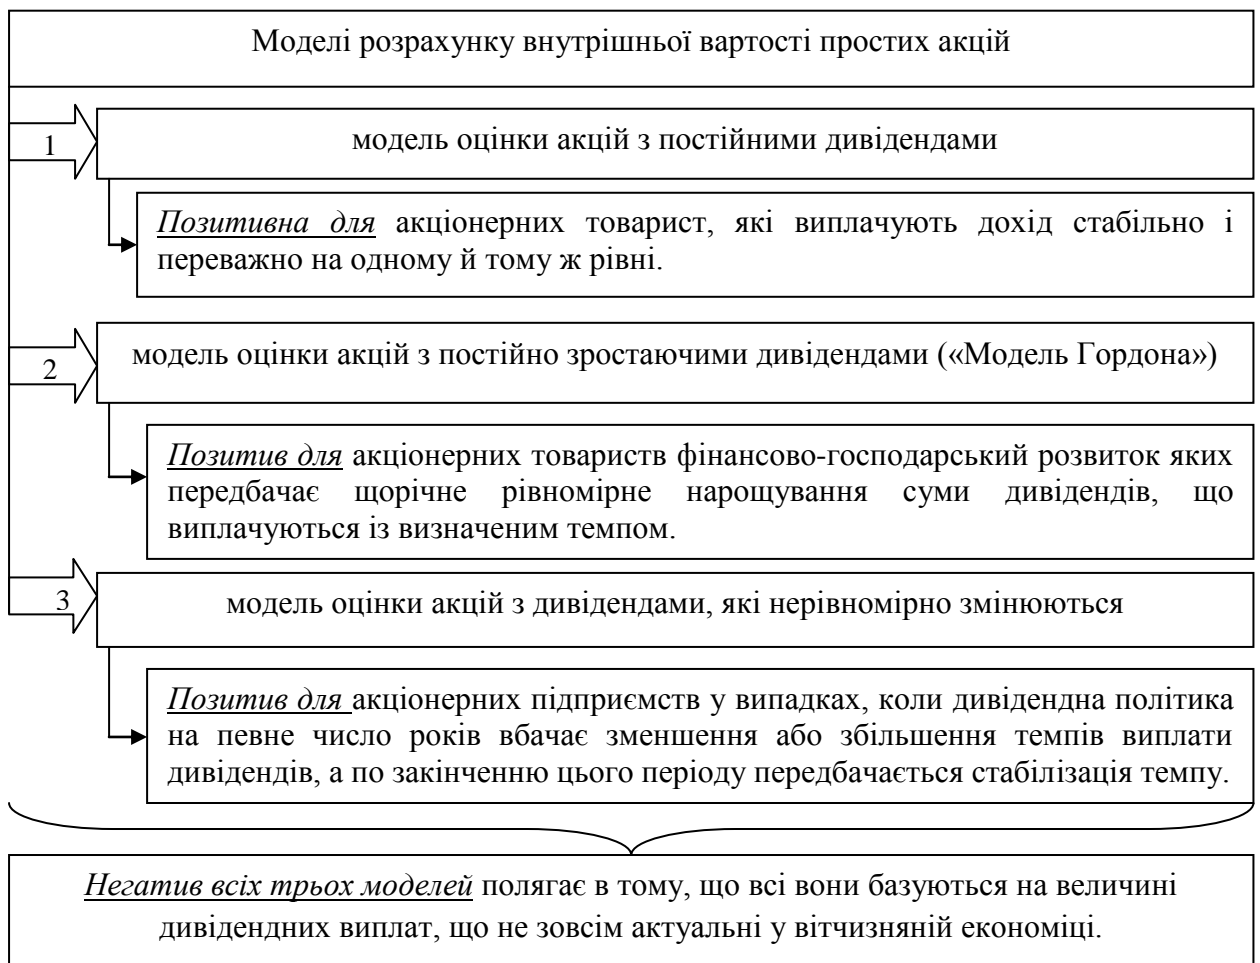 Моделі розрахунку внутрішньої вартості простих акцій
1
модель оцінки акцій з постійними дивідендами
Позитивна для акціонерних товарист, які виплачують дохід стабільно і
переважно на одному й тому ж рівні.
2
модель оцінки акцій з постійно зростаючими дивідендами («Модель Гордона»)
Позитив для акціонерних товариств фінансово-господарський розвиток яких
передбачає щорічне рівномірне нарощування суми дивідендів, що
виплачуються із визначеним темпом.
3
модель оцінки акцій з дивідендами, які нерівномірно змінюються
Позитив для акціонерних підприємств у випадках, коли дивідендна політика
на певне число років вбачає зменшення або збільшення темпів виплати
дивідендів, а по закінченню цього періоду передбачається стабілізація темпу.
Негатив всіх трьох моделей полягає в тому, що всі вони базуються на величині
дивідендних виплат, що не зовсім актуальні у вітчизняній економіці.